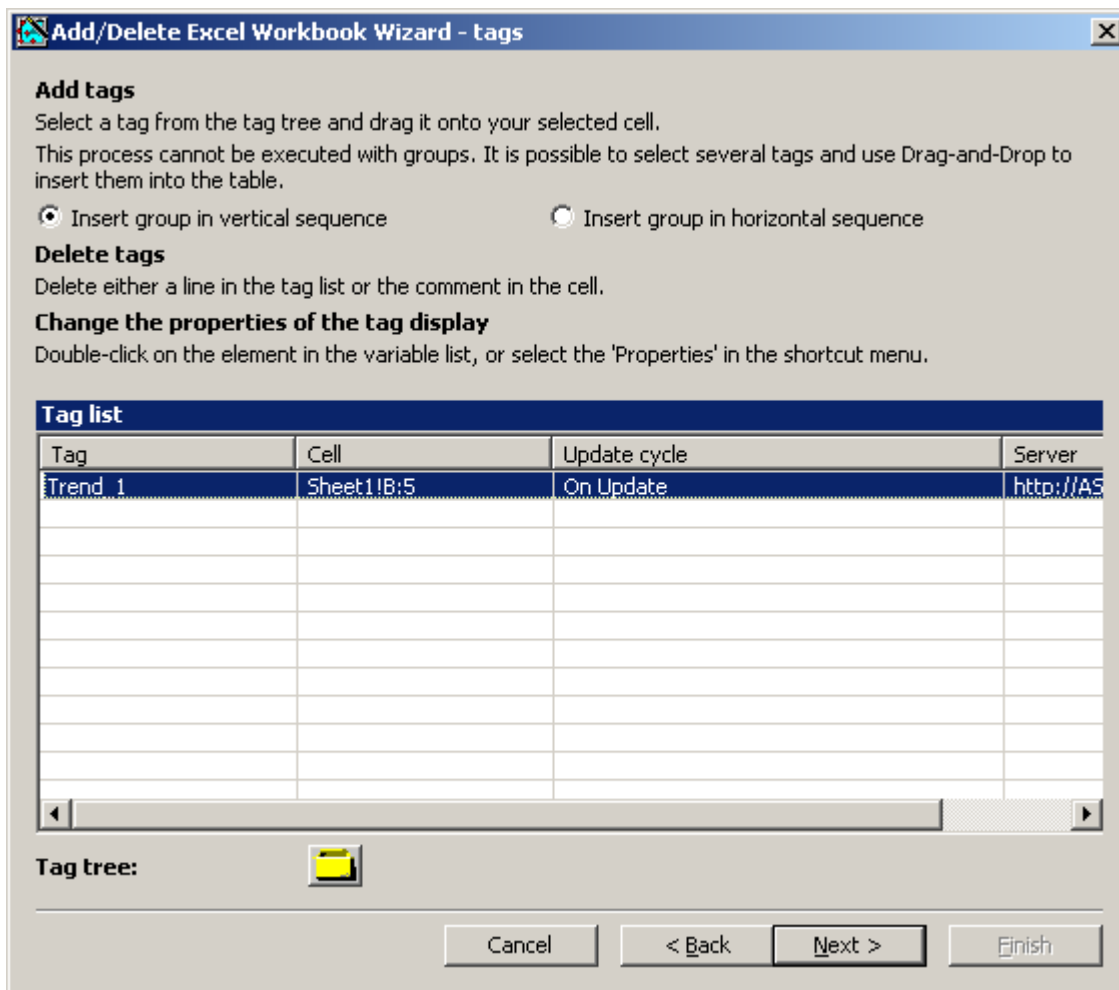 Add/Delete Excel Workbook Wizard - tags
Add tags
Select a tag from the tag tree and drag it onto your selected cell.
This process cannot be executed with groups. It is possible to select several tags and use Drag-and-Drop to
insert them into the table.
Insert group in vertical sequence Insert group in horizontal sequence
Delete tags
Delete either a line in the tag list or the comment in the cell.
Change the properties of the tag display
Double-click on the element in the variable list, or select the 'Properties' in the shortcut menu.
Tag list
Tag Cell Update cycle Server
Trend_1 Sheet1!B:5 On Update http://AS
Tag tree:
Cancel < Back Next > Finish